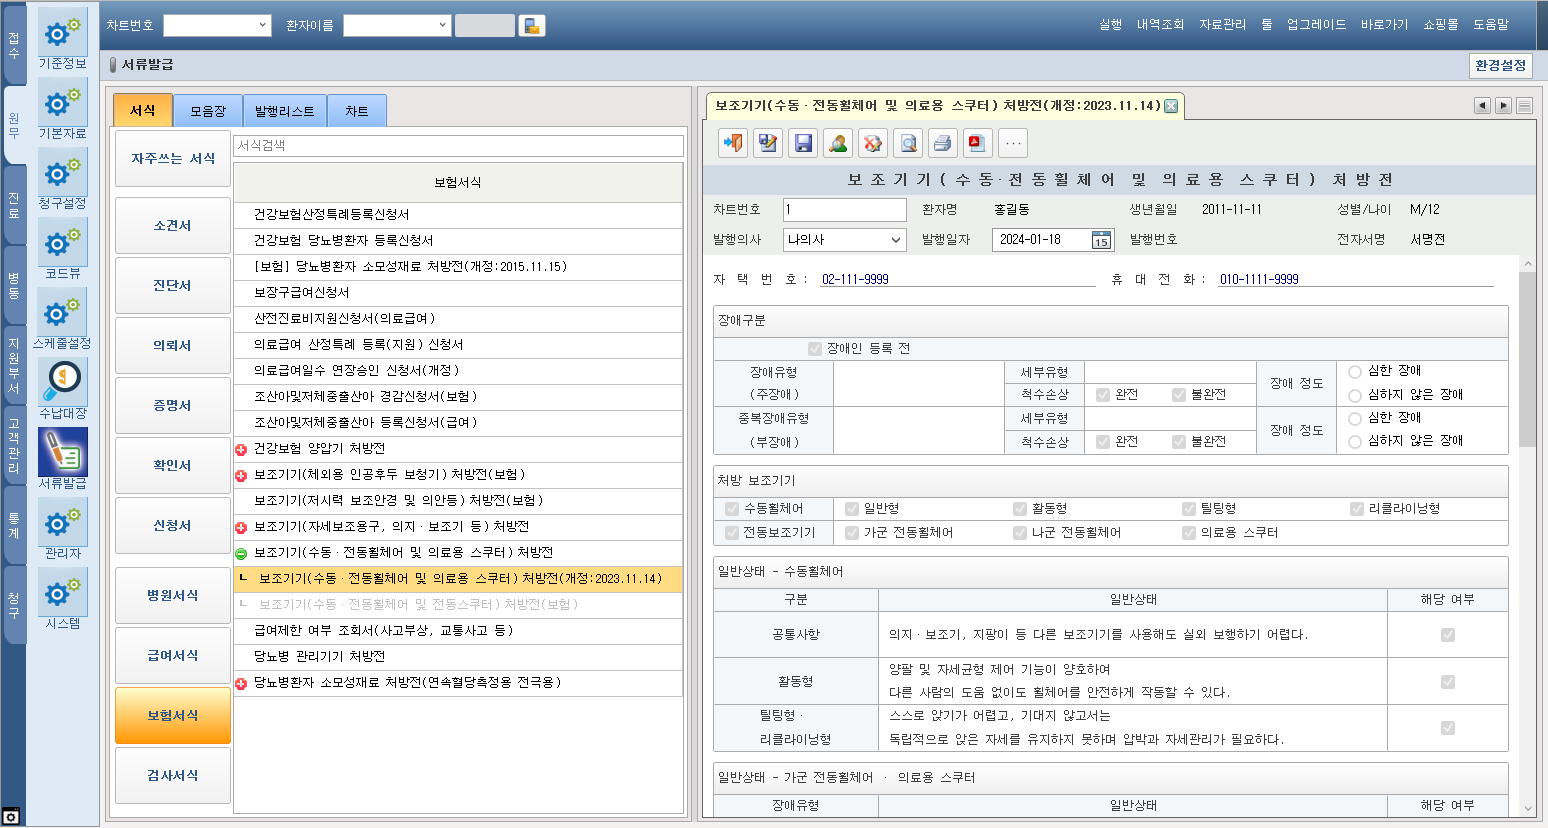 차트번호 환자이름 실행 내역조회 자료관리 툴 업그레이드 바로가기 쇼핑몰 도움말
서류발급 환경설정
접수
원무
진료
병동
지원부서
고객관리
통계
청구
기준정보
기본자료
청구설정
코드뷰
스케줄설정
수납대장
서류발급
관리자
시스템
서식 모음장 발행리스트 차트
자주쓰는 서식
소견서
진단서
의뢰서
증명서
확인서
신청서
병원서식
급여서식
보험서식
검사서식
서식검색
보험서식
건강보험산정특례등록신청서
건강보험 당뇨병환자 등록신청서
[보험] 당뇨병환자 소모성재료 처방전(개정:2015.11.15)
보장구급여신청서
산전진료비지원신청서(의료급여)
의료급여 산정특례 등록(지원) 신청서
의료급여일수 연장승인 신청서(개정)
조산아및저체중출산아 경감신청서(보험)
조산아및저체중출산아 등록신청서(급여)
건강보험 양압기 처방전
보조기기(체외용 인공후두 보청기) 처방전(보험)
보조기기(저시력 보조안경 및 의안등) 처방전(보험)
보조기기(자세보조용구, 의지·보조기 등) 처방전
보조기기(수동·전동휠체어 및 의료용 스쿠터) 처방전
ㄴ 보조기기(수동·전동휠체어 및 의료용 스쿠터) 처방전(개정:2023.11.14)
ㄴ 보조기기(수동·전동휠체어 및 전동스쿠터) 처방전(보험)
급여제한 여부 조회서(사고부상, 교통사고 등)
당뇨병 관리기기 처방전
당뇨병환자 소모성재료 처방전(연속혈당측정용 전극용)
보조기기(수동·전동휠체어 및 의료용 스쿠터) 처방전(개정:2023.11.14)
...
보조기기(수동·전동휠체어 및 의료용 스쿠터) 처방전
차트번호 1 환자명 홍길동 생년월일 2011-11-11 성별/나이 M/12
발행의사 나의사 발행일자 2024-01-18 15 발행번호 전자서명 서명전
자 택 번 호: 02-111-9999 휴 대 전 화: 010-1111-9999
장애구분
장애인 등록 전
장애유형 (주장애) 세부유형 장애 정도 심한 장애
척수손상 완전 불완전 심하지 않은 장애
중복장애유형 (부장애) 세부유형 장애 정도 심한 장애
척수손상 완전 불완전 심하지 않은 장애
처방 보조기기
수동휠체어 일반형 활동형 틸팅형 리클라이닝형
전동보조기기 가군 전동휠체어 나군 전동휠체어 의료용 스쿠터
일반상태 - 수동휠체어
구분 일반상태 해당 여부
공통사항 의지·보조기, 지팡이 등 다른 보조기기를 사용해도 실외 보행하기 어렵다.
활동형 양팔 및 자세균형 제어 기능이 양호하여
다른 사람의 도움 없이도 휠체어를 안전하게 작동할 수 있다.
틸팅형· 스스로 앉기가 어렵고, 기대지 않고서는
리클라이닝형 독립적으로 앉은 자세를 유지하지 못하며 압박과 자세관리가 필요하다.
일반상태 - 가군 전동휠체어 · 의료용 스쿠터
장애유형 일반상태 해당 여부